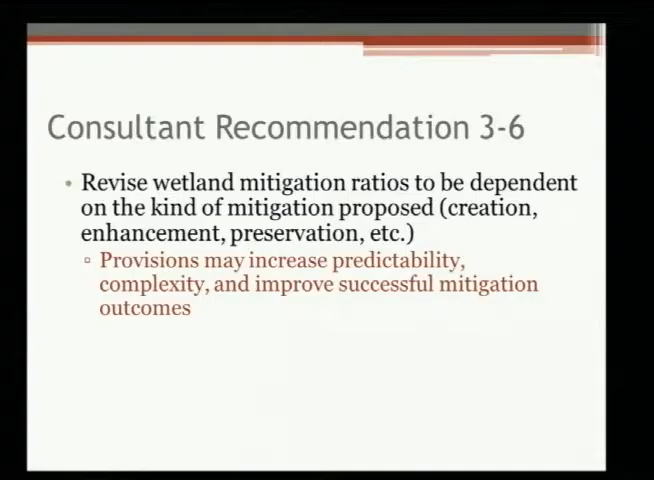 Consultant Recommendation 3-6
• Revise wetland mitigation ratios to be dependent
on the kind of mitigation proposed (creation,
enhancement, preservation, etc.)
▫ Provisions may increase predictability,
complexity, and improve successful mitigation
outcomes